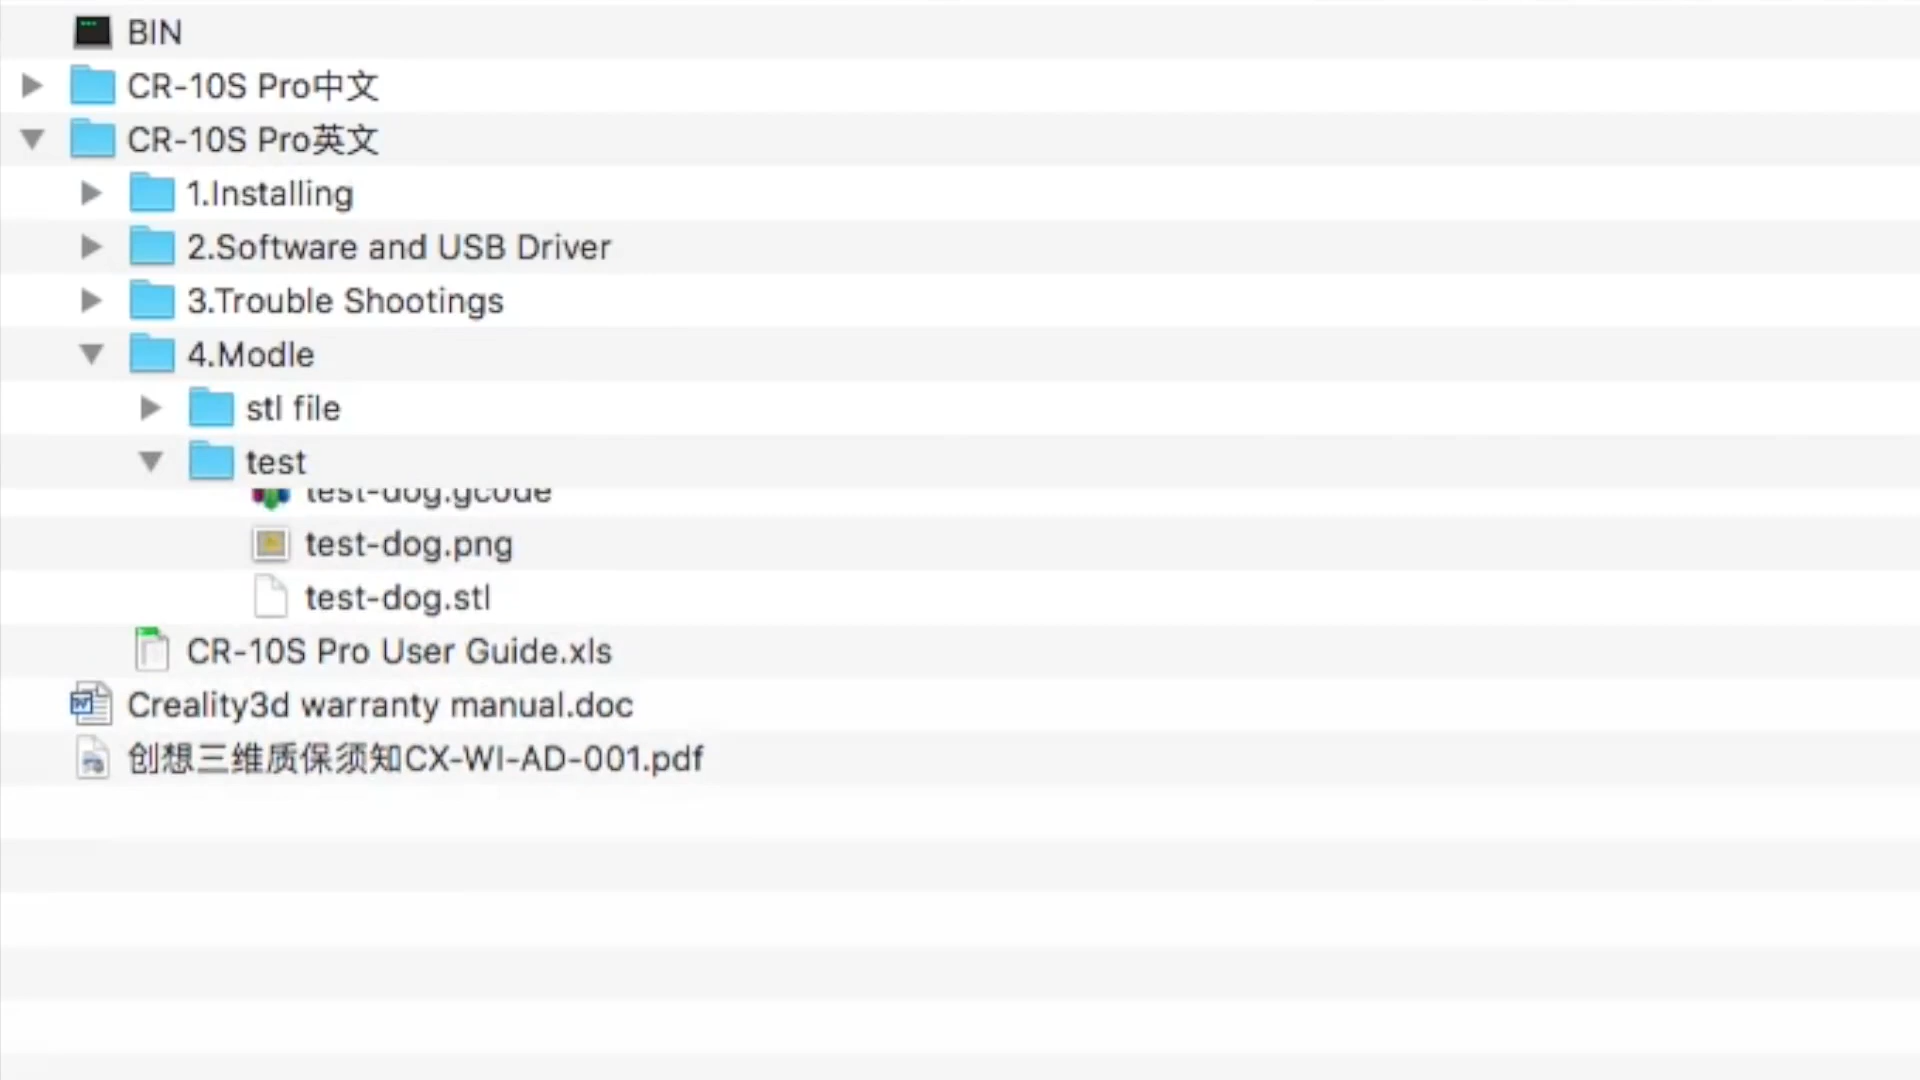 BIN
CR-10S Pro中文
CR-10S Pro英文
1.Installing
2.Software and USB Driver
3.Trouble Shootings
4.Modle
stl file
test
test-dog.gcode
test-dog.png
test-dog.stl
CR-10S Pro User Guide.xls
Creality3d warranty manual.doc
创想三维质保须知CX-WI-AD-001.pdf